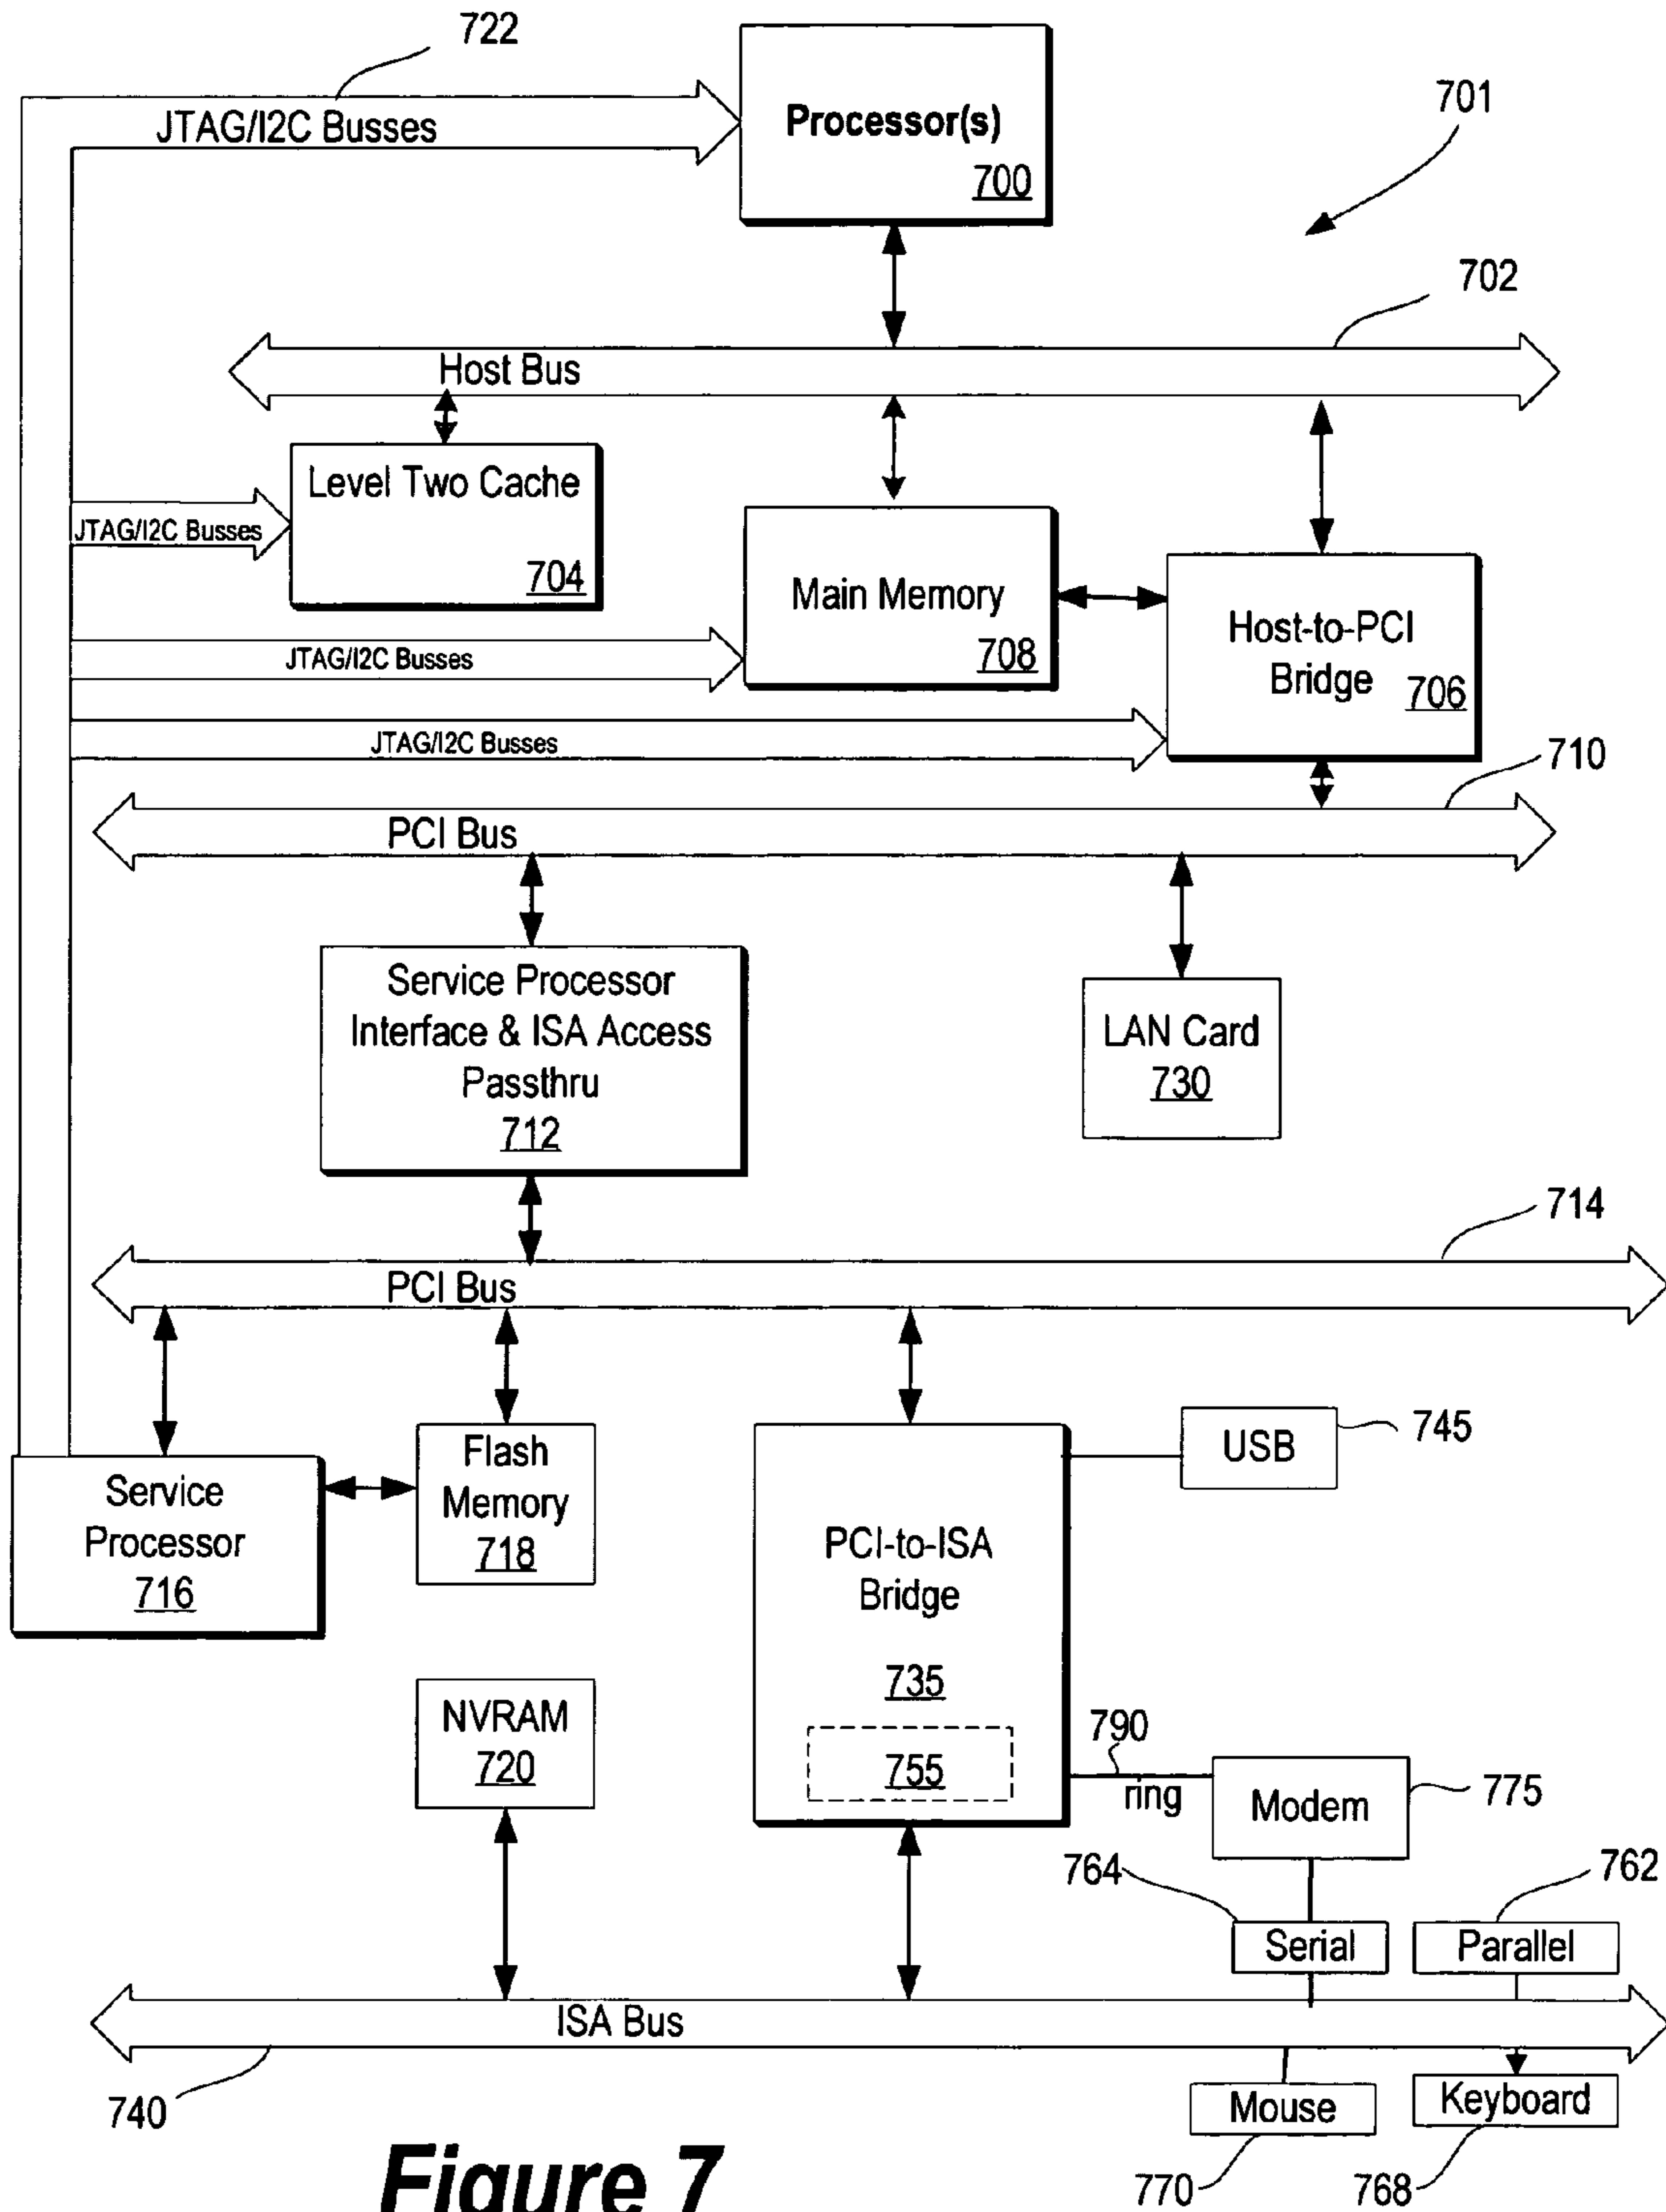 722
JTAG/I2C Busses
Processor(s)
700
701
702
Host Bus
Level Two Cache
704
JTAG/I2C Busses
Main Memory
708
Host-to-PCI
Bridge
706
JTAG/I2C Busses
JTAG/I2C Busses
710
PCI Bus
Service Processor
Interface & ISA Access
Passthru
712
LAN Card
730
714
PCI Bus
Service
Processor
716
Flash
Memory
718
PCI-to-ISA
Bridge
735
755
USB
745
NVRAM
720
790
ring
Modem
775
764
Serial
762
Parallel
ISA Bus
740
Mouse
770
Keyboard
768
Figure 7